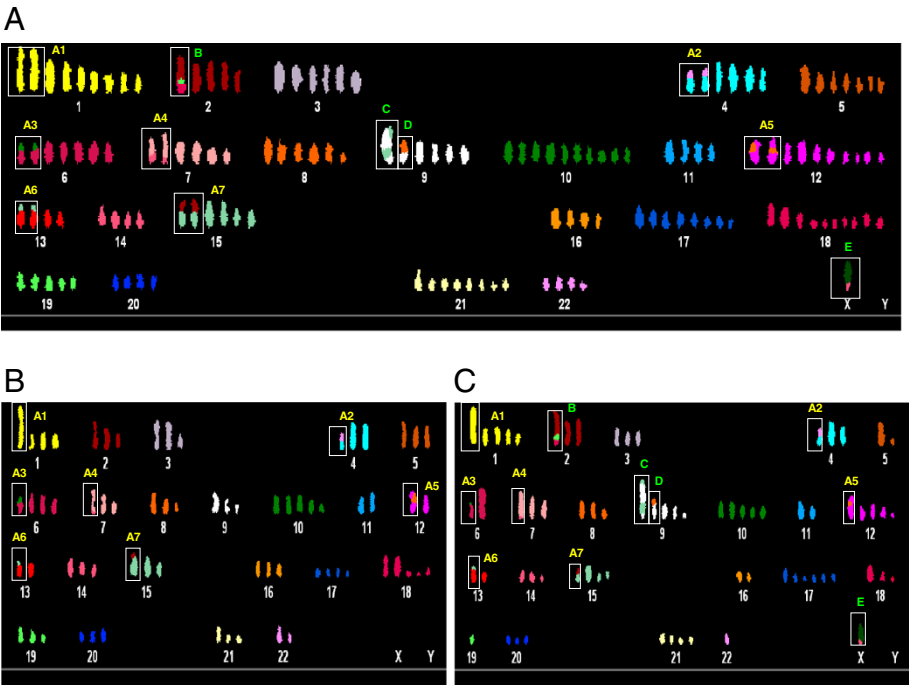 A
A1 B A2
1 2 3 4 5
A3 A4 C D A5
6 7 8 9 10 11 12
A6 A7
13 14 15 16 17 18
E
19 20 21 22 X Y
B C
A1 A2
1 2 3 4 5
A3 A4 A5
6 7 8 9 10 11 12
A6 A7
13 14 15 16 17 18
19 20 21 22 X Y
A1 B A2
1 2 3 4 5
A3 A4 C D A5
6 7 8 9 10 11 12
A6 A7
13 14 15 16 17 18
E
19 20 21 22 X Y